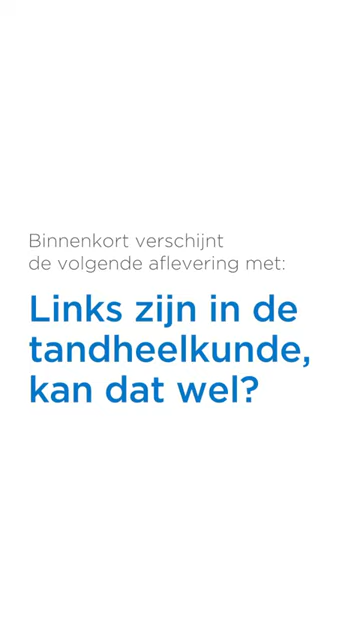 Binnenkort verschijnt
de volgende aflevering met:
Links zijn in de
tandheelkunde,
kan dat wel?